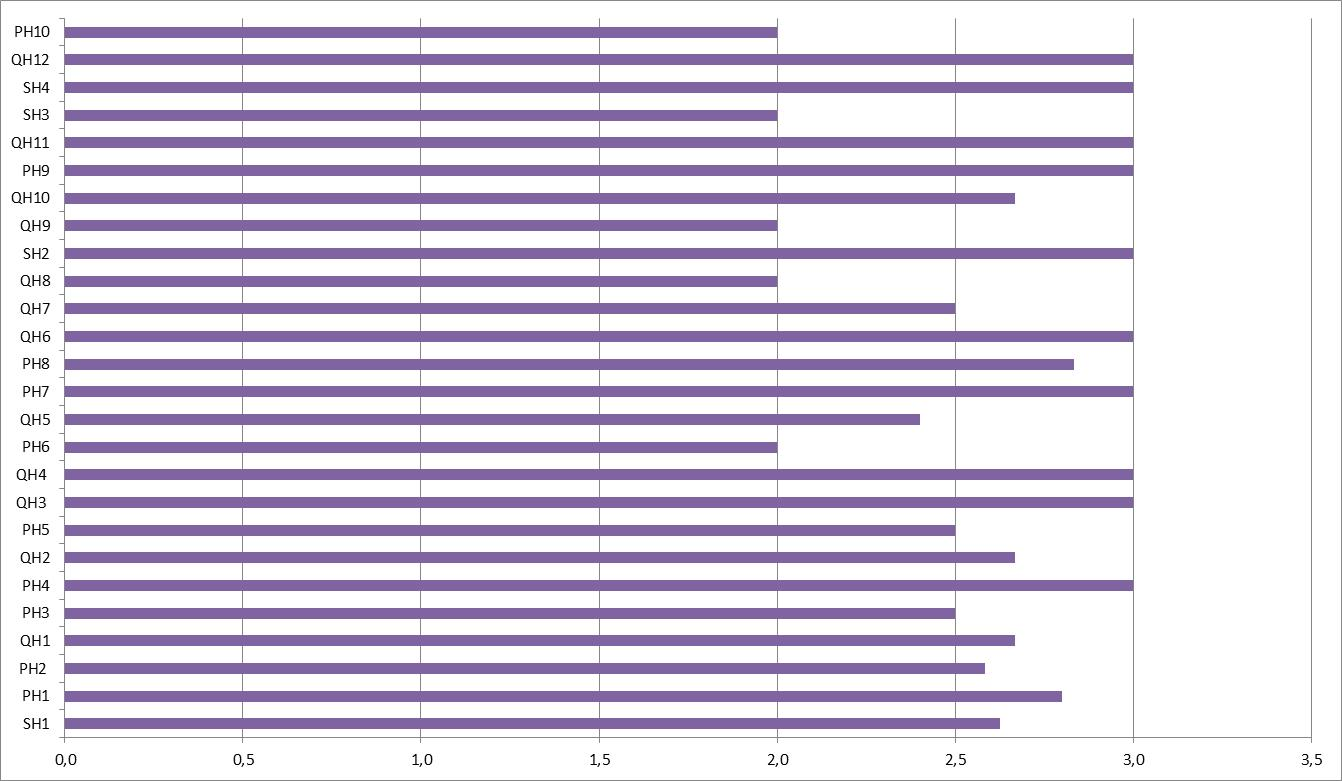 PH10
QH12
SH4
SH3
QH11
PH9
QH10
QH9
SH2
QH8
QH7
QH6
PH8
PH7
QH5
PH6
QH4
QH3
PH5
QH2
PH4
PH3
QH1
PH2
PH1
SH1
0,0 0,5 1,0 1,5 2,0 2,5 3,0 3,5